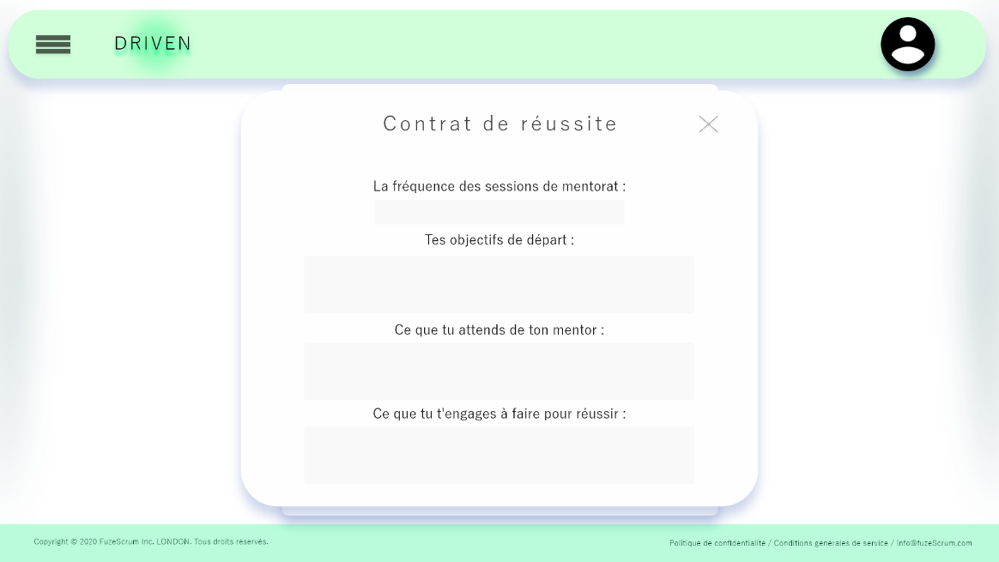 DRIVEN
Contrat de réussite
La fréquence des sessions de mentorat :
Tes objectifs de départ :
Ce que tu attends de ton mentor :
Ce que tu t'engages à faire pour réussir :
Copyright © 2020 FuzeScrum Inc. LONDON. Tous droits réservés.
Politique de confidentialité / Conditions générales de service / info@fuzeScrum.com